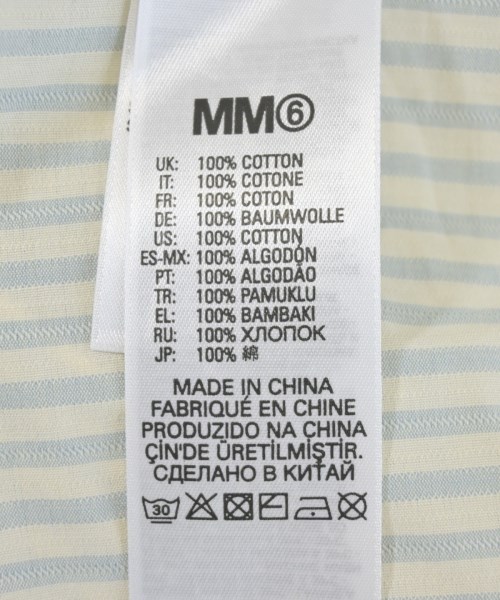 MM⑥
UK: 100% COTTON
IT: 100% COTONE
FR: 100% COTON
DE: 100% BAUMWOLLE
US: 100% COTTON
ES-MX: 100% ALGODÓN
PT: 100% ALGODÃO
TR: 100% PAMUKLU
EL: 100% BAMBAKI
RU: 100% ХЛОПОК
JP: 100% 綿
MADE IN CHINA
FABRIQUÉ EN CHINE
PRODUZIDO NA CHINA
ÇİN'DE ÜRETİLMİŞTİR.
СДЕЛАНО В КИТАЙ
30